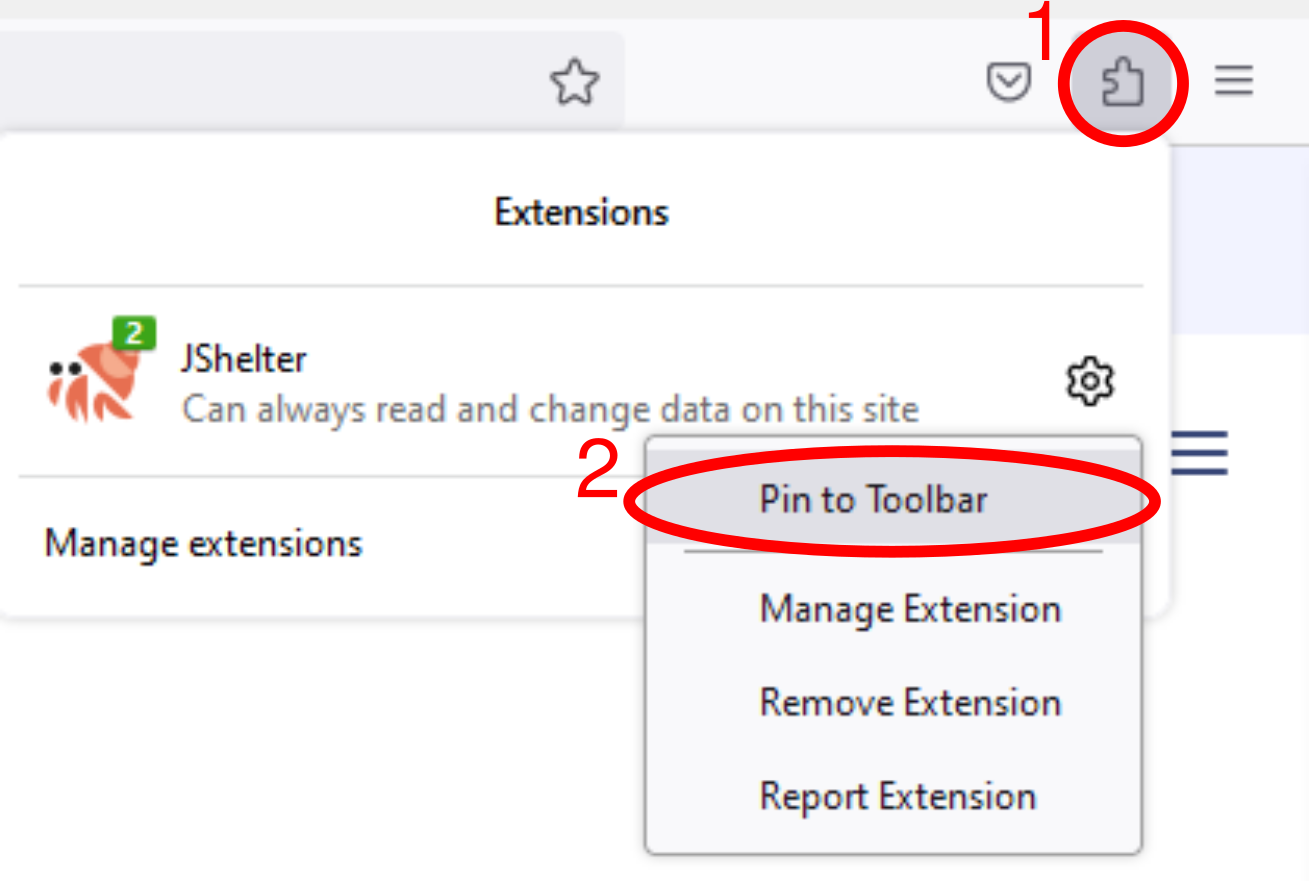 1
Extensions
2
JShelter
Can always read and change data on this site
2
Pin to Toolbar
Manage extensions
Manage Extension
Remove Extension
Report Extension